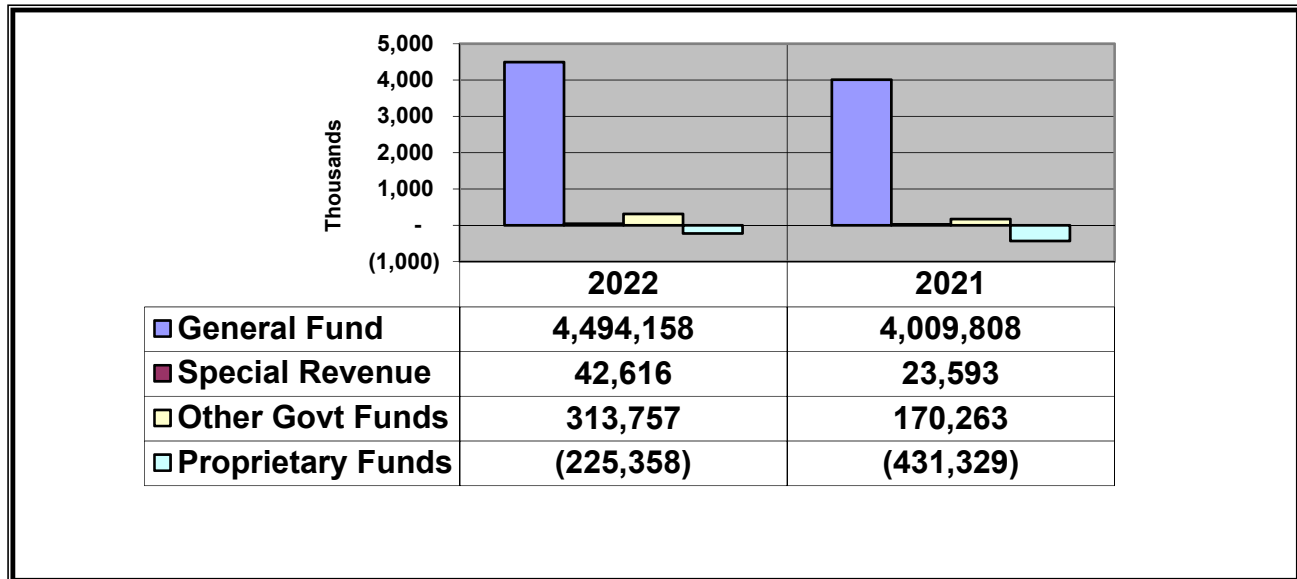 5,000
4,000
3,000
2,000
1,000
-
(1,000)
Thousands
2022 2021
General Fund 4,494,158 4,009,808
Special Revenue 42,616 23,593
Other Govt Funds 313,757 170,263
Proprietary Funds (225,358) (431,329)